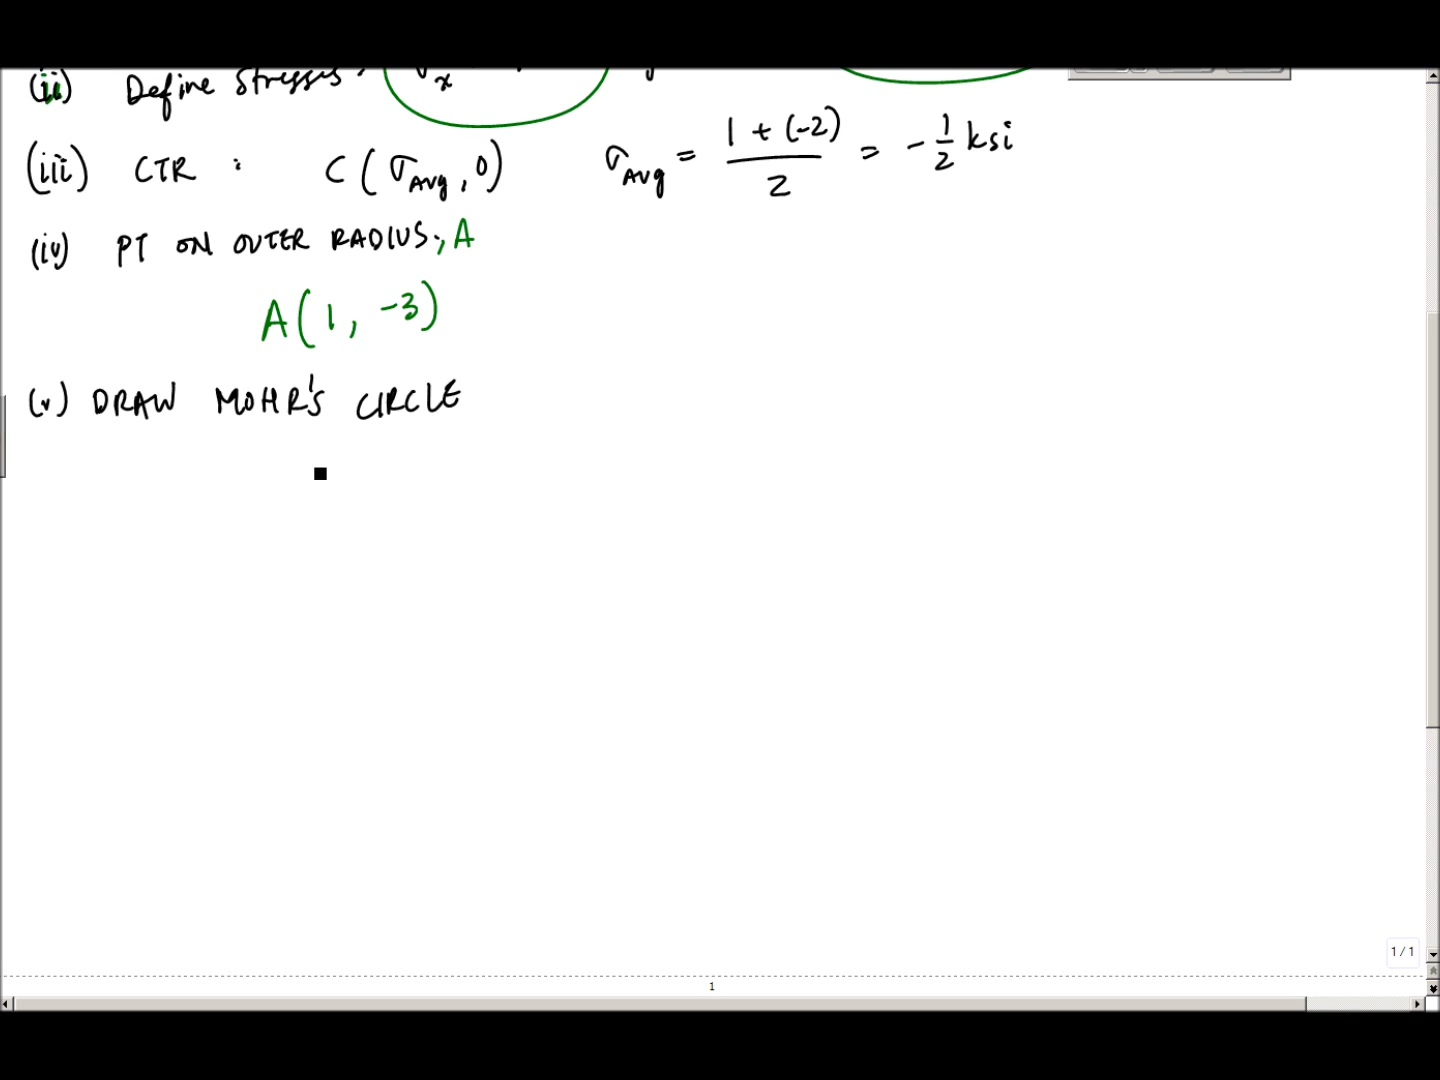 (ii) Define Stresses: σx
(iii) CTR : C(σAvg, 0) σAvg = 1 + (-2) / 2 = - 1/2 ksi
(iv) PT ON OUTER RADIUS, A
A(1, -3)
(v) DRAW MOHR'S CIRCLE
1 / 1
1